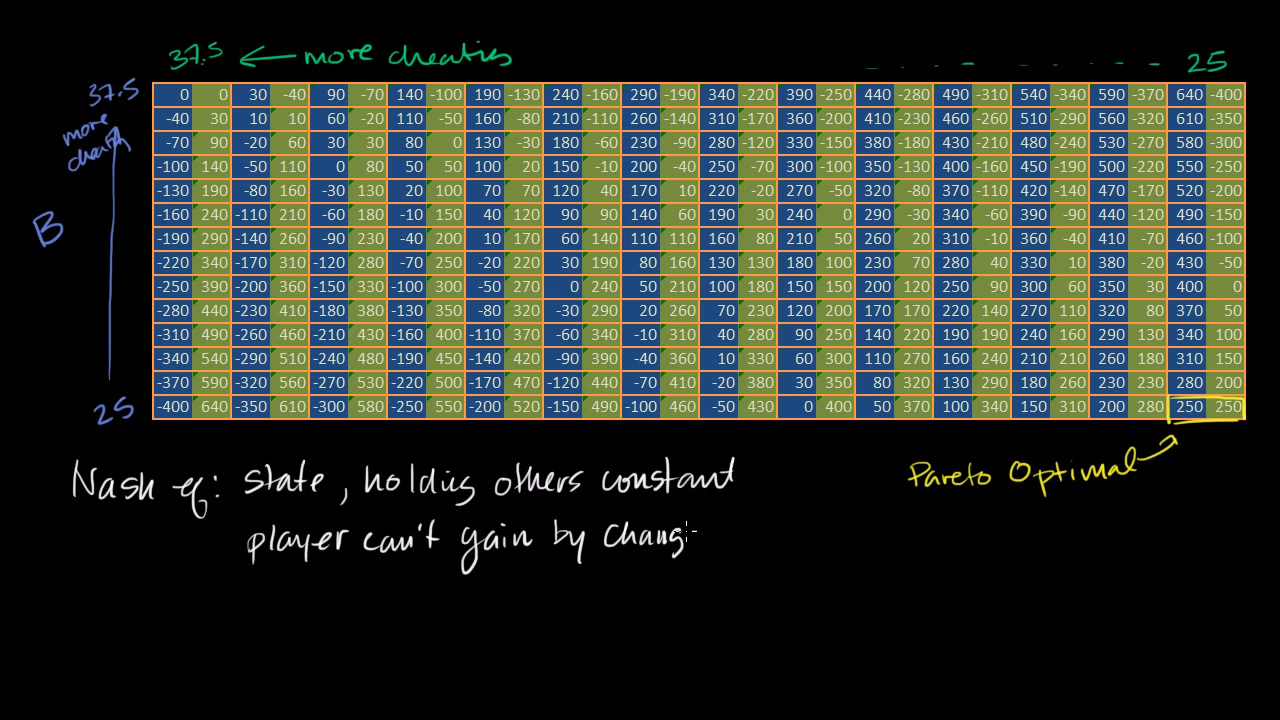 37.5 ← more cheating 25
37.5 0 0 30 -40 90 -70 140 -100 190 -130 240 -160 290 -190 340 -220 390 -250 440 -280 490 -310 540 -340 590 -370 640 -400
-40 30 10 10 60 -20 110 -50 160 -80 210 -110 260 -140 310 -170 360 -200 410 -230 460 -260 510 -290 560 -320 610 -350
more
-70 90 -20 60 30 30 80 0 130 -30 180 -60 230 -90 280 -120 330 -150 380 -180 430 -210 480 -240 530 -270 580 -300
cheating
-100 140 -50 110 0 80 50 50 100 20 150 -10 200 -40 250 -70 300 -100 350 -130 400 -160 450 -190 500 -220 550 -250
-130 190 -80 160 -30 130 20 100 70 70 120 40 170 10 220 -20 270 -50 320 -80 370 -110 420 -140 470 -170 520 -200
B -160 240 -110 210 -60 180 -10 150 40 120 90 90 140 60 190 30 240 0 290 -30 340 -60 390 -90 440 -120 490 -150
-190 290 -140 260 -90 230 -40 200 10 170 60 140 110 110 160 80 210 50 260 20 310 -10 360 -40 410 -70 460 -100
-220 340 -170 310 -120 280 -70 250 -20 220 30 190 80 160 130 130 180 100 230 70 280 40 330 10 380 -20 430 -50
-250 390 -200 360 -150 330 -100 300 -50 270 0 240 50 210 100 180 150 150 200 120 250 90 300 60 350 30 400 0
-280 440 -230 410 -180 380 -130 350 -80 320 -30 290 20 260 70 230 120 200 170 170 220 140 270 110 320 80 370 50
-310 490 -260 460 -210 430 -160 400 -110 370 -60 340 -10 310 40 280 90 250 140 220 190 190 240 160 290 130 340 100
-340 540 -290 510 -240 480 -190 450 -140 420 -90 390 -40 360 10 330 60 300 110 270 160 240 210 210 260 180 310 150
-370 590 -320 560 -270 530 -220 500 -170 470 -120 440 -70 410 -20 380 30 350 80 320 130 290 180 260 230 230 280 200
25 -400 640 -350 610 -300 580 -250 550 -200 520 -150 490 -100 460 -50 430 0 400 50 370 100 340 150 310 200 280 250 250
Nash eq: state, holding others constant
player can't gain by chang
Pareto Optimal